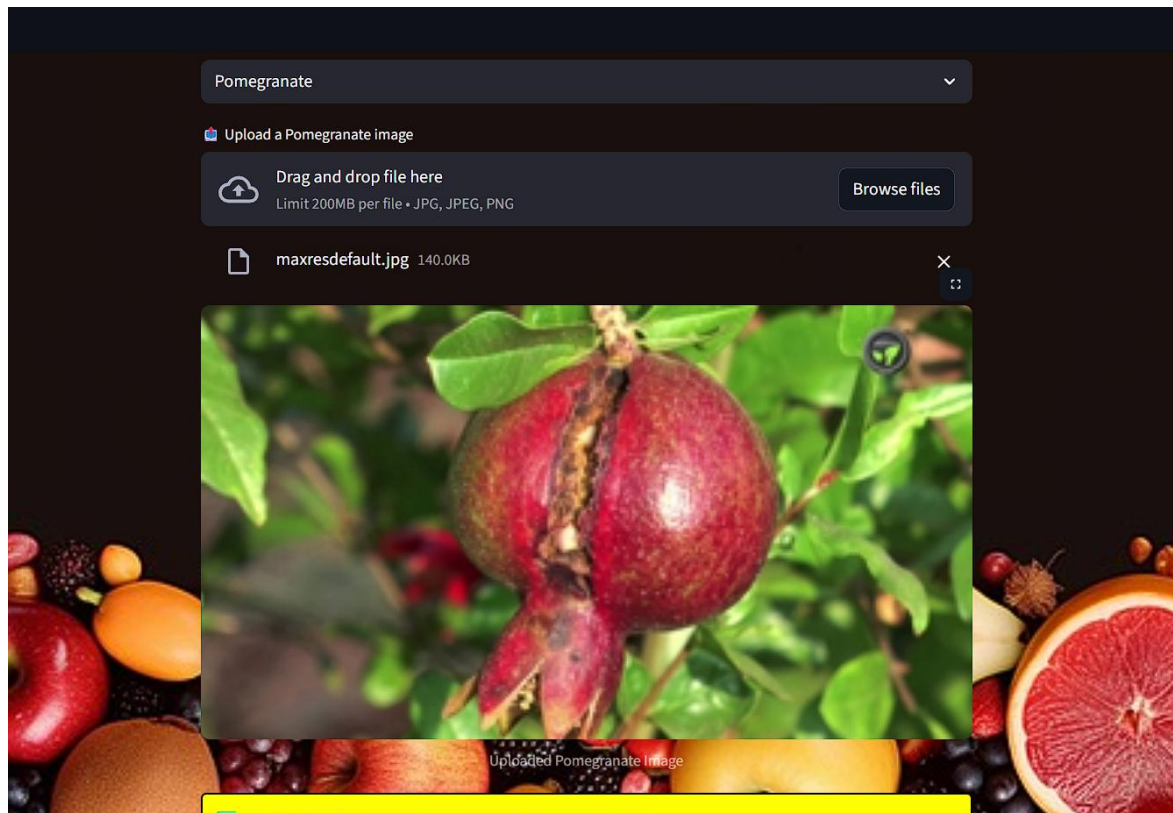 Pomegranate
Upload a Pomegranate image
Drag and drop file here
Limit 200MB per file • JPG, JPEG, PNG
Browse files
maxresdefault.jpg 140.0KB
Uploaded Pomegranate Image